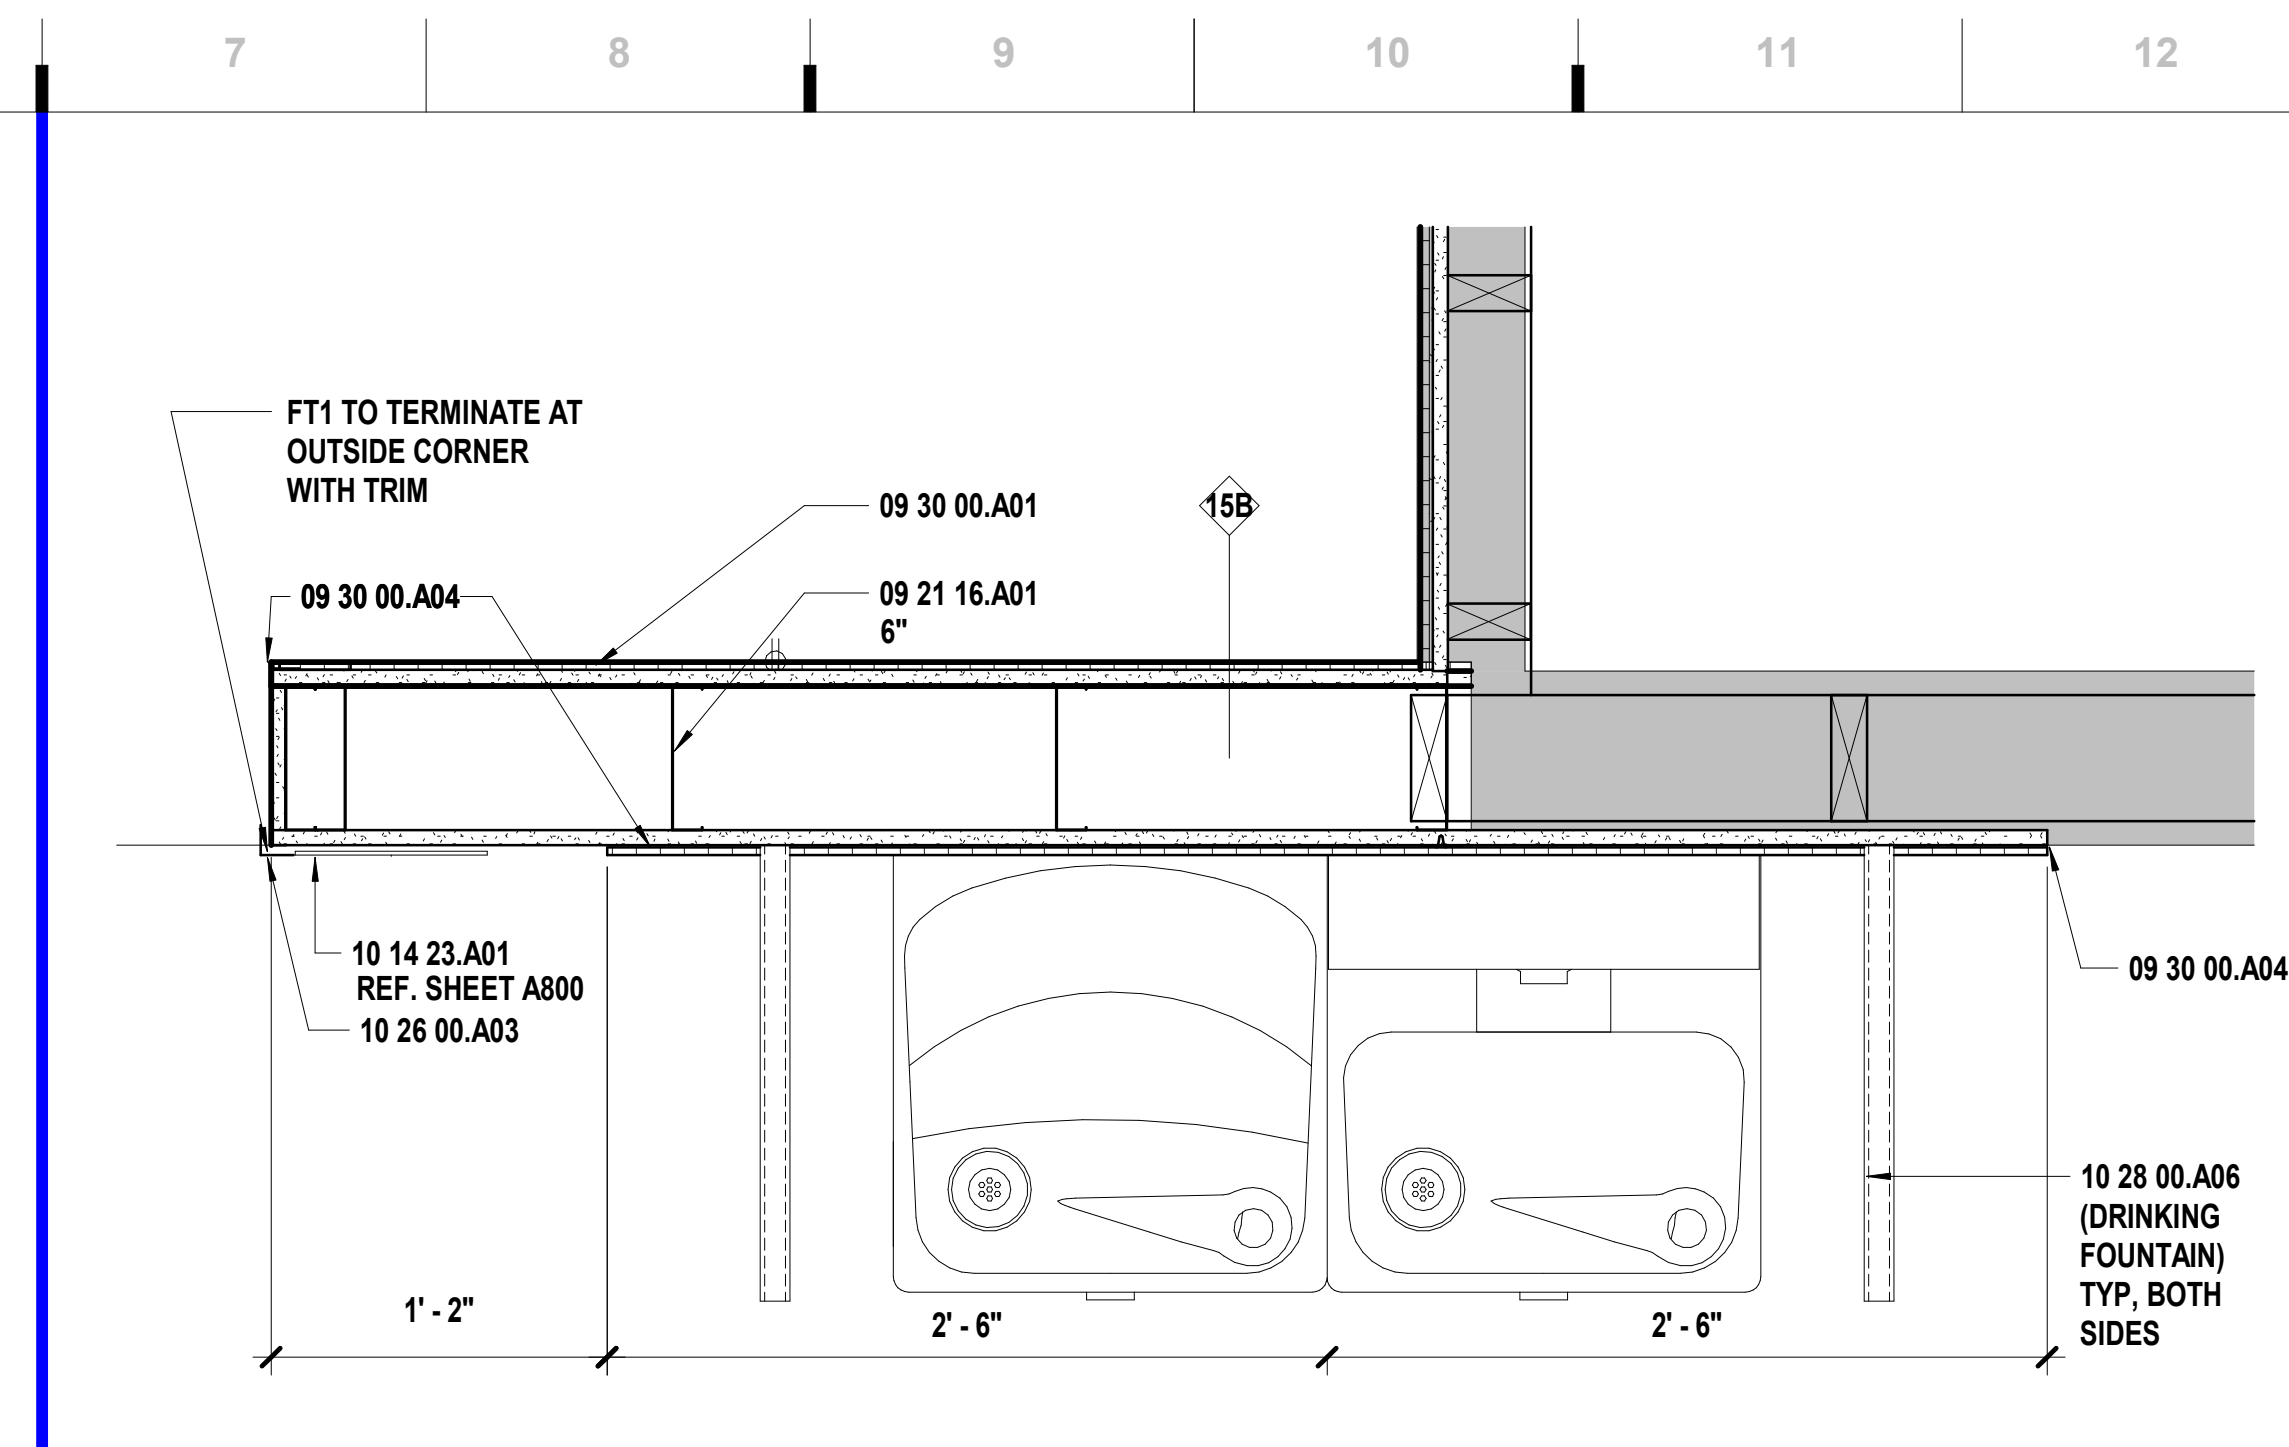 7 8 9 10 11 12
FT1 TO TERMINATE AT
OUTSIDE CORNER
WITH TRIM
09 30 00.A01
15B
09 30 00.A04
09 21 16.A01
6"
10 14 23.A01
REF. SHEET A800
10 26 00.A03
09 30 00.A04
10 28 00.A06
(DRINKING
FOUNTAIN)
TYP, BOTH
SIDES
1' - 2"
2' - 6"
2' - 6"